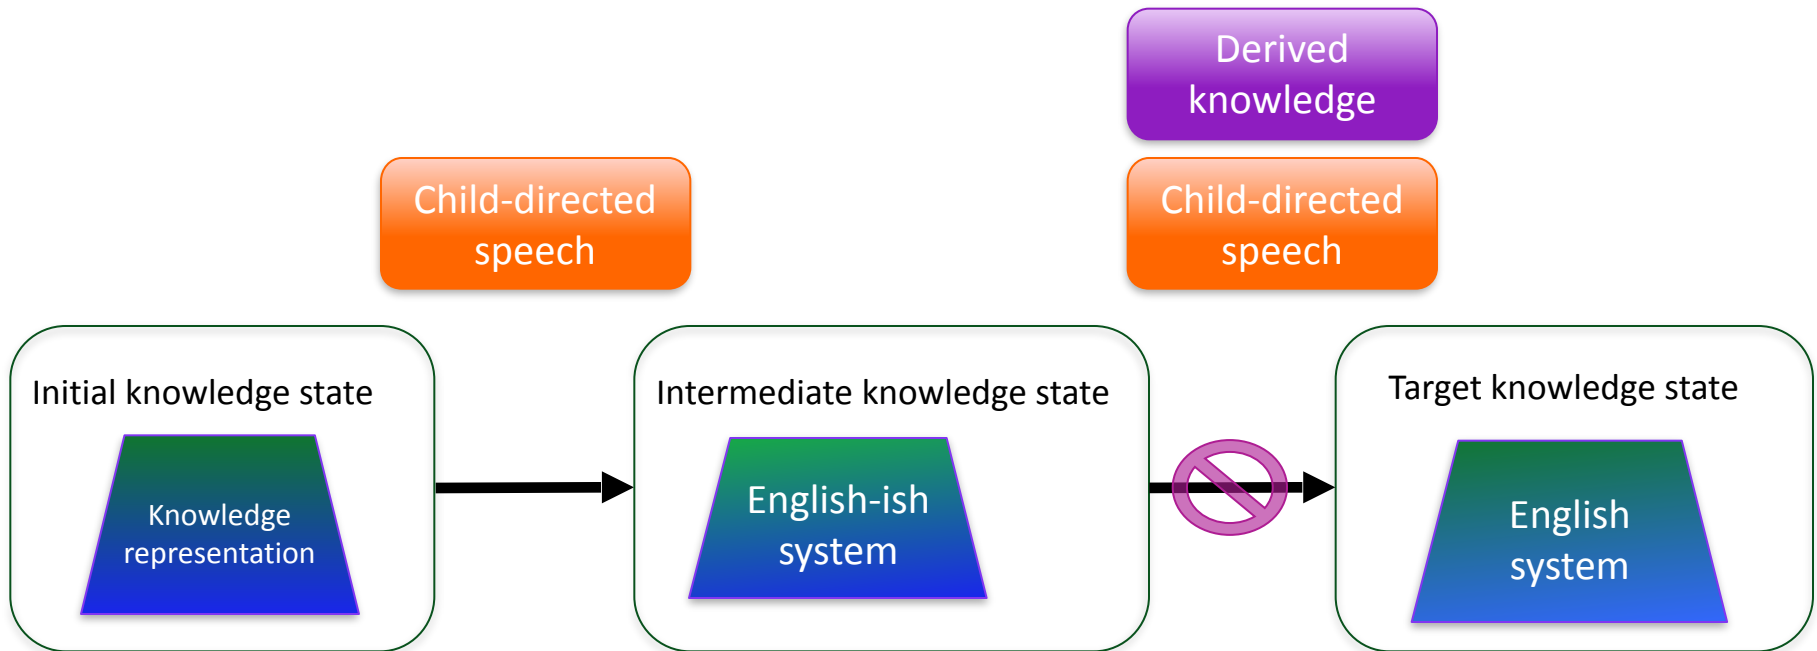 Derived
knowledge
Child-directed
speech
Child-directed
speech
Initial knowledge state
Knowledge
representation
Intermediate knowledge state
English-ish
system
Target knowledge state
English
system